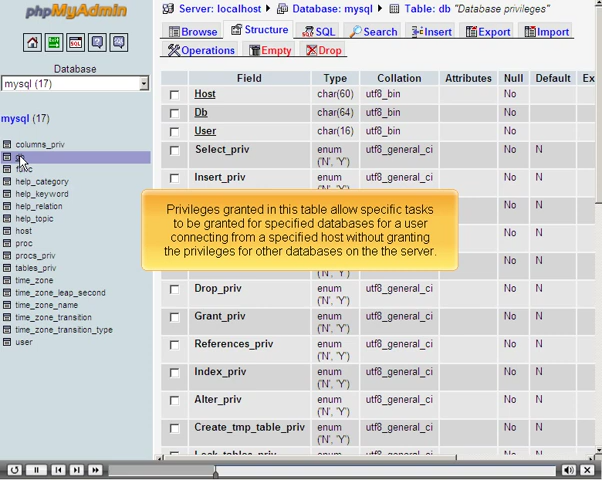 phpMyAdmin
Database
mysql (17)
mysql (17)
columns_priv
func
help_category
help_keyword
help_relation
help_topic
host
proc
procs_priv
tables_priv
time_zone
time_zone_leap_second
time_zone_name
time_zone_transition
time_zone_transition_type
user
Server: localhost Database: mysql Table: db "Database privileges"
Browse Structure SQL Search Insert Export Import
Operations Empty Drop
Field Type Collation Attributes Null Default Ex
Host char(60) utf8_bin No
Db char(64) utf8_bin No
User char(16) utf8_bin No
Select_priv enum ('N', 'Y') utf8_general_ci No N
Insert_priv enum utf8_general_ci No N
Privileges granted in this table allow specific tasks
to be granted for specified databases for a user
connecting from a specified host without granting
the privileges for other databases on the the server.
('N', 'Y')
Drop_priv enum ('N', 'Y') utf8_general_ci No N
Grant_priv enum ('N', 'Y') utf8_general_ci No N
References_priv enum ('N', 'Y') utf8_general_ci No N
Index_priv enum ('N', 'Y') utf8_general_ci No N
Alter_priv enum ('N', 'Y') utf8_general_ci No N
Create_tmp_table_priv enum ('N', 'Y') utf8_general_ci No N
Lock_tables_priv enum utf8_general_ci No N